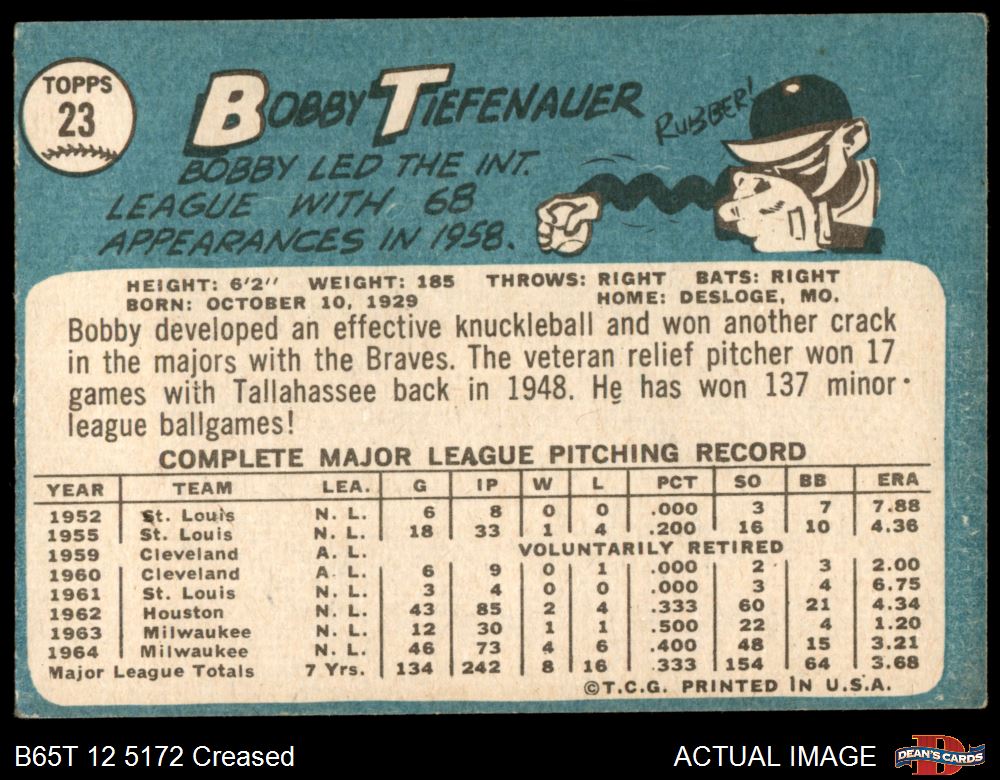 TOPPS
23
BOBBY TIEFENAUER
RUBBER!
BOBBY LED THE INT.
LEAGUE WITH 68
APPEARANCES IN 1958.
HEIGHT: 6'2" WEIGHT: 185 THROWS: RIGHT BATS: RIGHT
BORN: OCTOBER 10, 1929 HOME: DESLOGE, MO.
Bobby developed an effective knuckleball and won another crack
in the majors with the Braves. The veteran relief pitcher won 17
games with Tallahassee back in 1948. He has won 137 minor
league ballgames!
COMPLETE MAJOR LEAGUE PITCHING RECORD
YEAR TEAM LEA. G IP W L PCT SO BB ERA
1952 St. Louis N. L. 6 8 0 0 .000 3 7 7.88
1955 St. Louis N. L. 18 33 1 4 .200 16 10 4.36
1959 Cleveland A. L. VOLUNTARILY RETIRED
1960 Cleveland A. L. 6 9 0 1 .000 2 3 2.00
1961 St. Louis N. L. 3 4 0 0 .000 3 4 6.75
1962 Houston N. L. 43 85 2 4 .333 60 21 4.34
1963 Milwaukee N. L. 12 30 1 1 .500 22 4 1.20
1964 Milwaukee N. L. 46 73 4 6 .400 48 15 3.21
Major League Totals 7 Yrs. 134 242 8 16 .333 154 64 3.68
©T.C.G. PRINTED IN U.S.A.
B65T 12 5172 Creased
ACTUAL IMAGE
DEAN'S CARDS